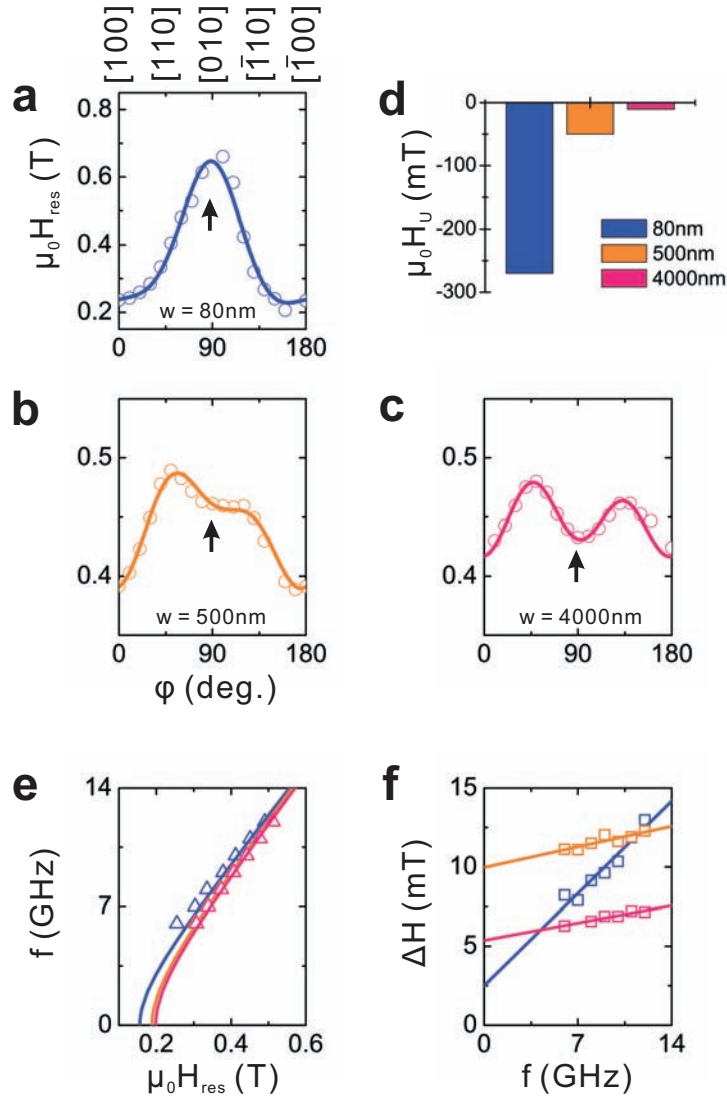 [100] [110] [010] [1̄10] [1̄00]
a
μ₀H_res (T)
0.8
0.6
0.4
0.2
w = 80nm
0 90 180
d
μ₀H_U (mT)
0
-100
-200
-300
80nm
500nm
4000nm
b
0.5
0.4
w = 500nm
0 90 180
φ (deg.)
c
0.5
0.4
w = 4000nm
0 90 180
e
f (GHz)
14
7
0
0.2 0.4 0.6
μ₀H_res (T)
f
ΔH (mT)
15
10
5
0
0 7 14
f (GHz)